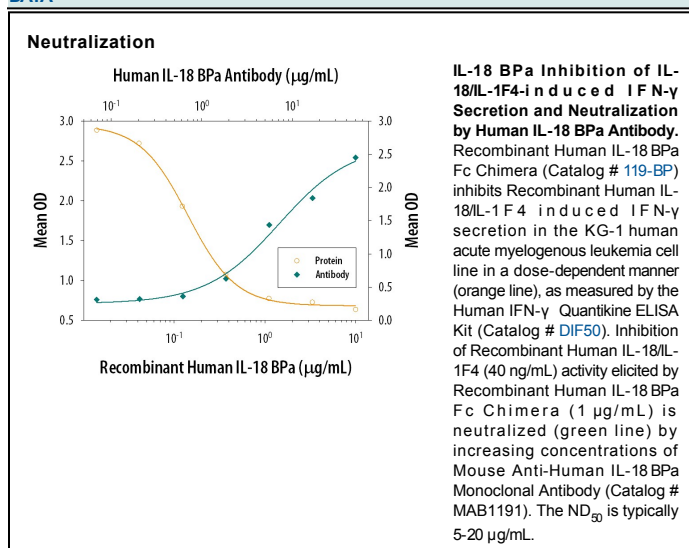 DATA
Neutralization
Human IL-18 BPa Antibody (µg/mL)
10⁻¹ 10⁰ 10¹
3.0 3.0
2.5 2.5
2.0 2.0
1.5 1.5
1.0 1.0
0.5 0.5
0.0
Mean OD
Mean OD
Protein
Antibody
10⁻¹ 10⁰ 10¹
Recombinant Human IL-18 BPa (µg/mL)
IL-18 BPa Inhibition of IL-
18/IL-1F4-induced IFN-γ
Secretion and Neutralization
by Human IL-18 BPa Antibody.
Recombinant Human IL-18 BPa
Fc Chimera (Catalog # 119-BP)
inhibits Recombinant Human IL-
18/IL-1F4 induced IFN-γ
secretion in the KG-1 human
acute myelogenous leukemia cell
line in a dose-dependent manner
(orange line), as measured by the
Human IFN-γ Quantikine ELISA
Kit (Catalog # DIF50). Inhibition
of Recombinant Human IL-18/IL-
1F4 (40 ng/mL) activity elicited by
Recombinant Human IL-18 BPa
Fc Chimera (1 µg/mL) is
neutralized (green line) by
increasing concentrations of
Mouse Anti-Human IL-18 BPa
Monoclonal Antibody (Catalog #
MAB1191). The ND₅₀ is typically
5-20 µg/mL.